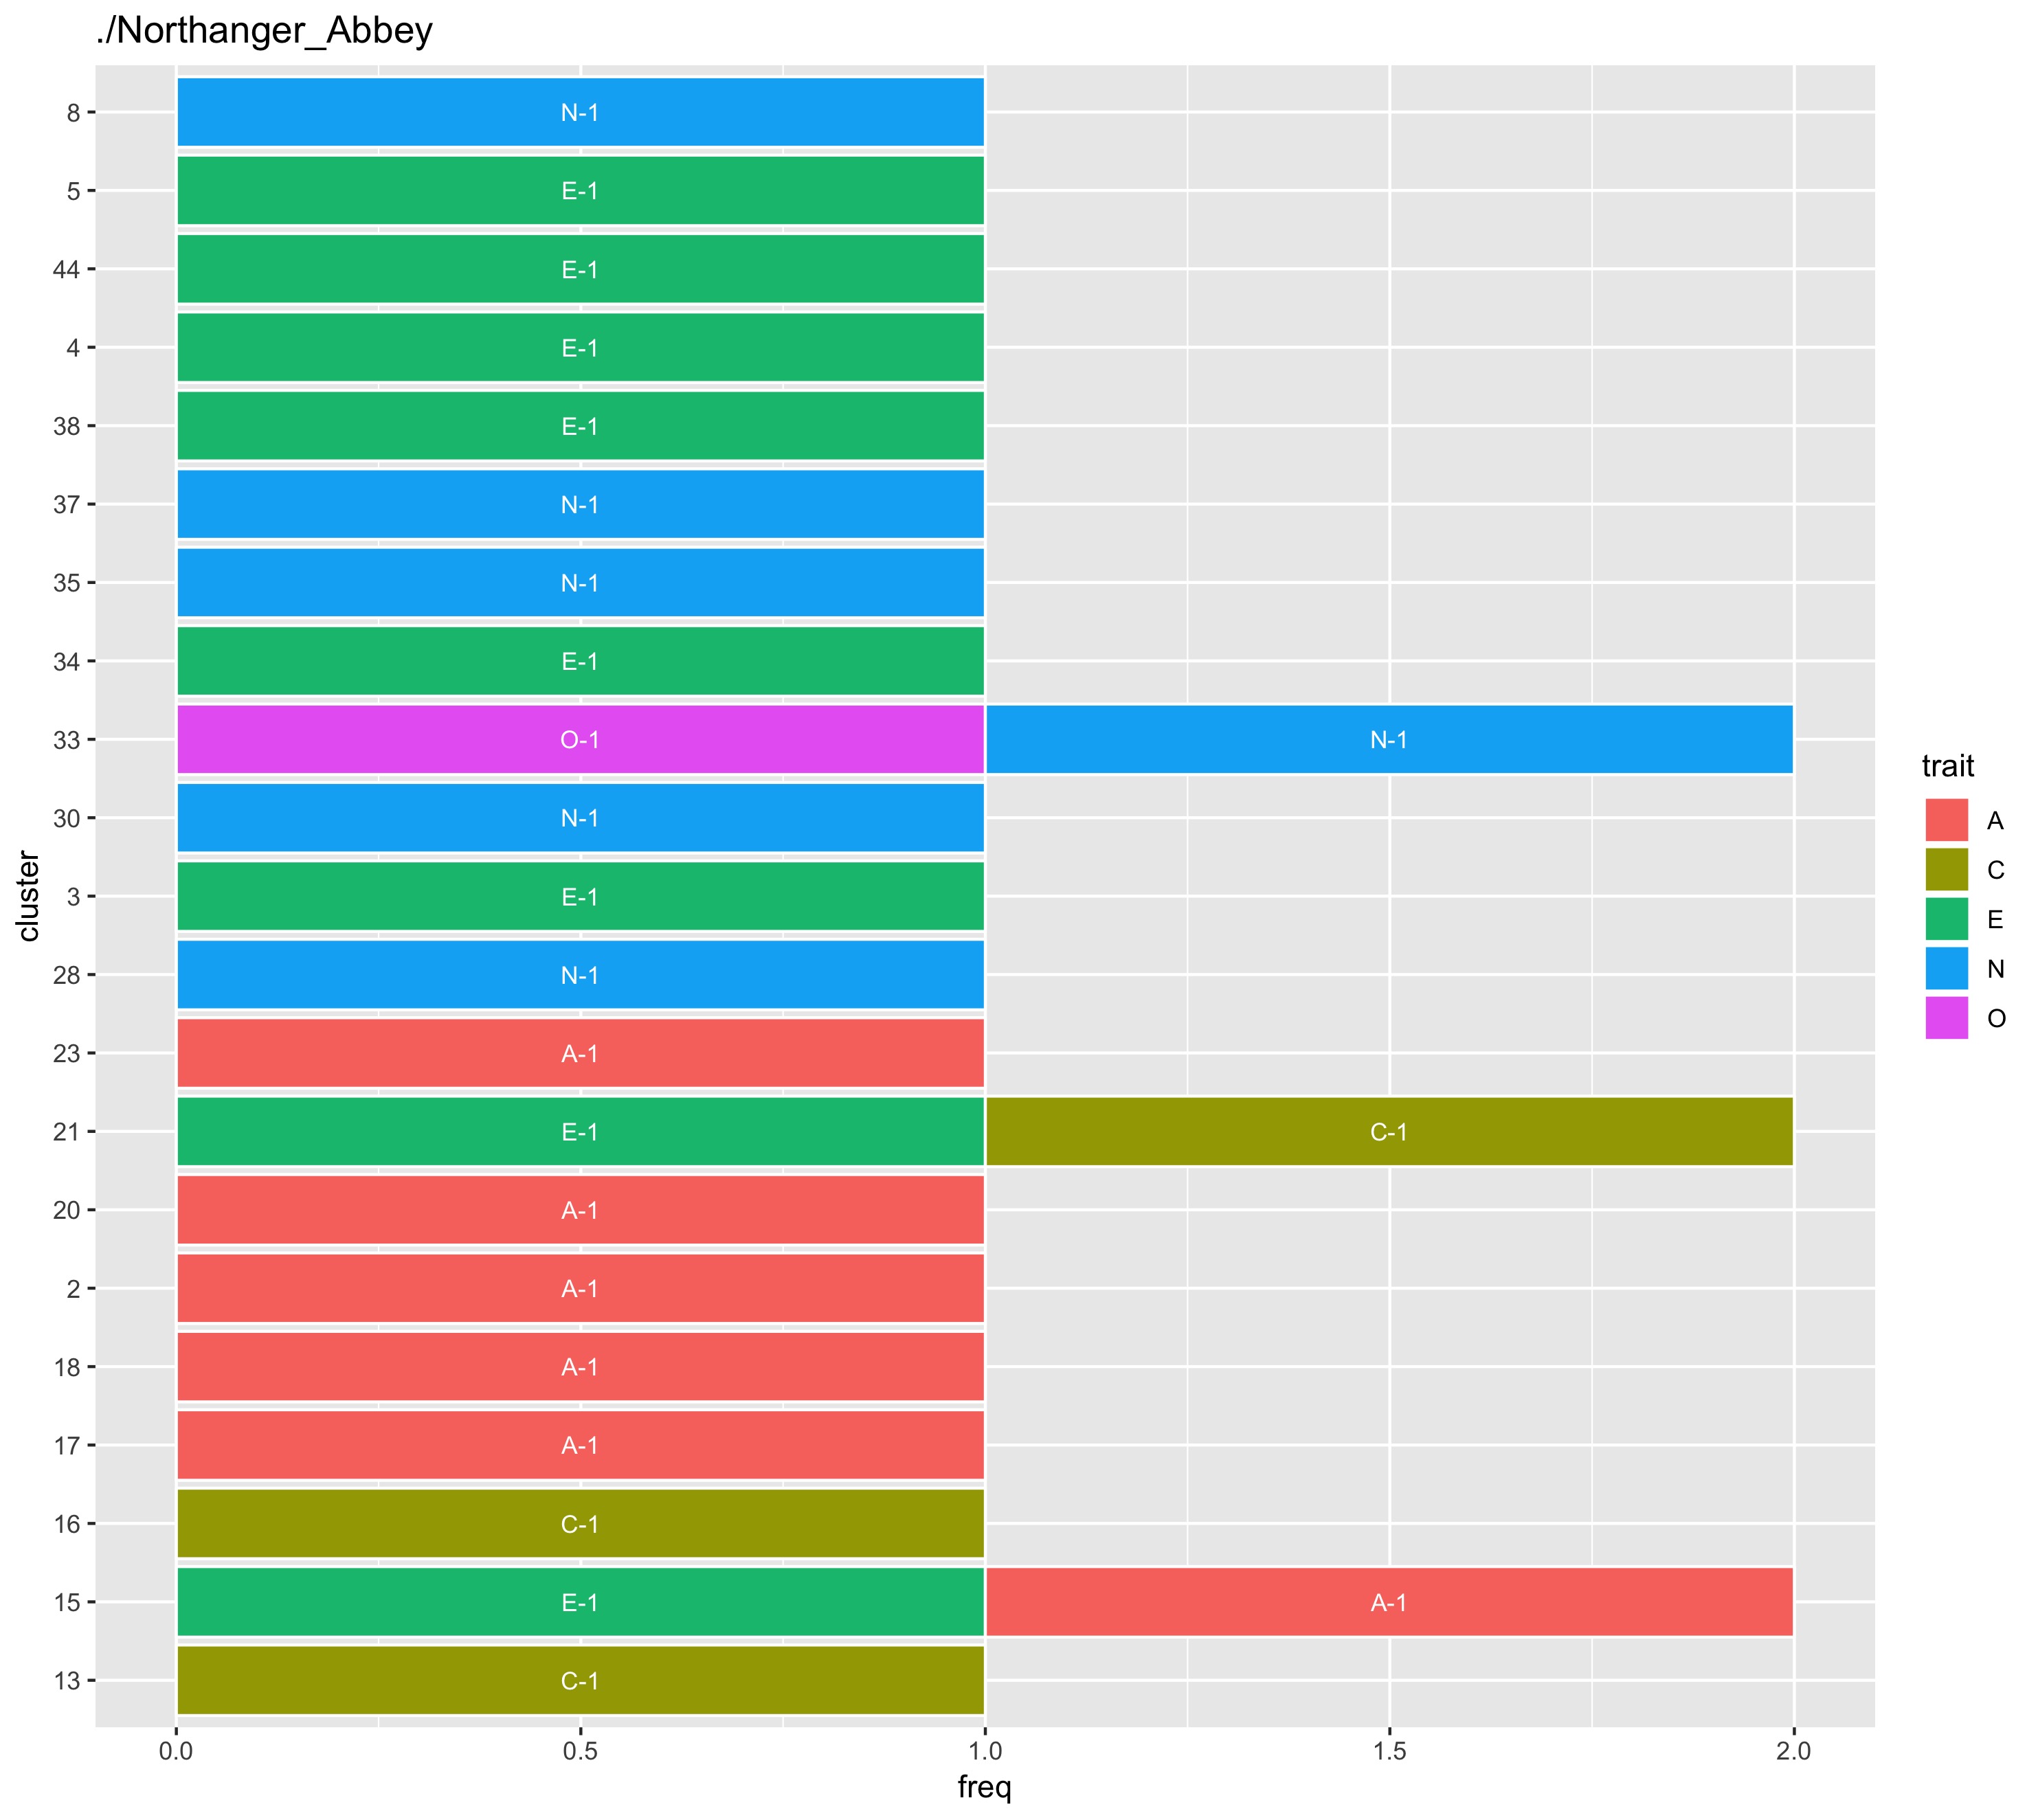 ./Northanger_Abbey
cluster
8 N-1
5 E-1
44 E-1
4 E-1
38 E-1
37 N-1
35 N-1
34 E-1
33 O-1 N-1
30 N-1
3 E-1
28 N-1
23 A-1
21 E-1 C-1
20 A-1
2 A-1
18 A-1
17 A-1
16 C-1
15 E-1 A-1
13 C-1
0.0 0.5 1.0 1.5 2.0
freq
trait
A
C
E
N
O